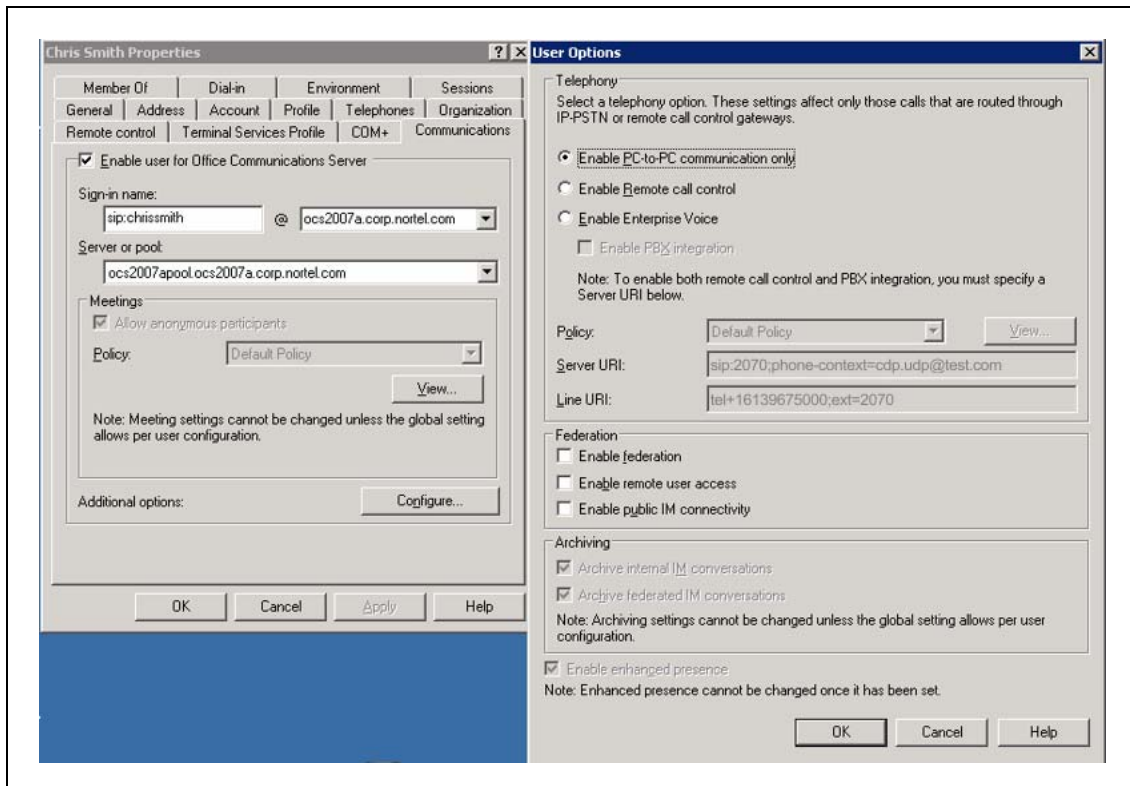 Chris Smith Properties
Member Of Dial-in Environment Sessions
General Address Account Profile Telephones Organization
Remote control Terminal Services Profile COM+ Communications
Enable user for Office Communications Server
Sign-in name:
sip:chrissmith @ ocs2007a.corp.nortel.com
Server or pool:
ocs2007apool.ocs2007a.corp.nortel.com
Meetings
Allow anonymous participants
Policy: Default Policy
View...
Note: Meeting settings cannot be changed unless the global setting
allows per user configuration.
Additional options: Configure...
OK Cancel Apply Help
User Options
Telephony
Select a telephony option. These settings affect only those calls that are routed through
IP-PSTN or remote call control gateways.
Enable PC-to-PC communication only
Enable Remote call control
Enable Enterprise Voice
Enable PBX integration
Note: To enable both remote call control and PBX integration, you must specify a
Server URI below.
Policy: Default Policy View...
Server URI: sip:2070;phone-context=cdp.udp@test.com
Line URI: tel+16139675000;ext=2070
Federation
Enable federation
Enable remote user access
Enable public IM connectivity
Archiving
Archive internal IM conversations
Archive federated IM conversations
Note: Archiving settings cannot be changed unless the global setting allows per user
configuration.
Enable enhanced presence
Note: Enhanced presence cannot be changed once it has been set.
OK Cancel Help